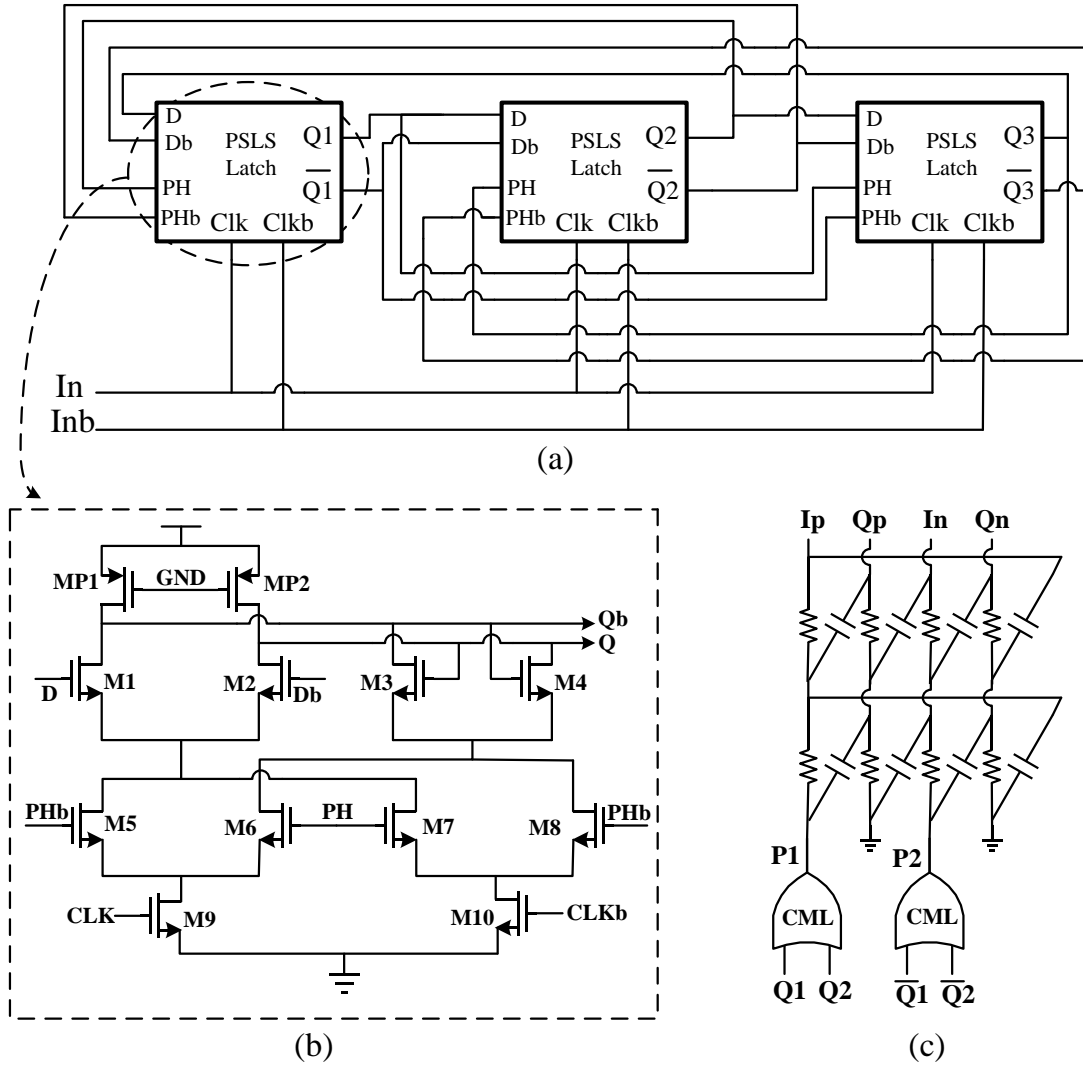 D
Db
PH
PHb
PSLS
Latch
Q1
Q1
Clk
Clkb
D
Db
PH
PHb
PSLS
Latch
Q2
Q2
Clk
Clkb
D
Db
PH
PHb
PSLS
Latch
Q3
Q3
Clk
Clkb
In
Inb
(a)
MP1
GND
MP2
Qb
Q
D
M1
M2
Db
M3
M4
PHb
M5
M6
PH
M7
M8
PHb
CLK
M9
M10
CLKb
(b)
Ip Qp In Qn
P1
P2
CML
CML
Q1 Q2 Q1 Q2
(c)